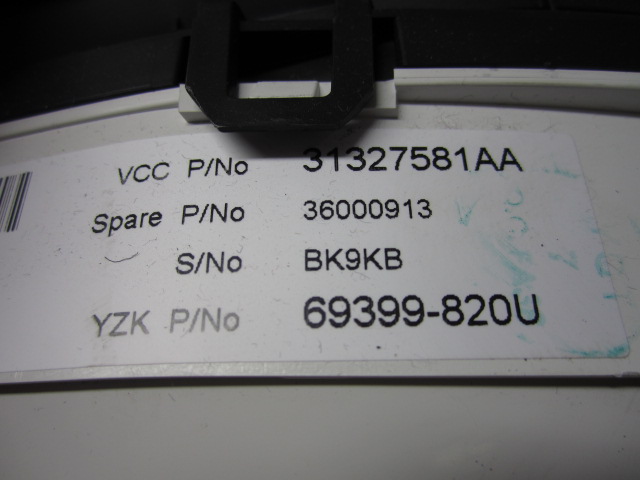 VCC P/No 31327581AA
Spare P/No 36000913
S/No BK9KB
YZK P/No 69399-820U